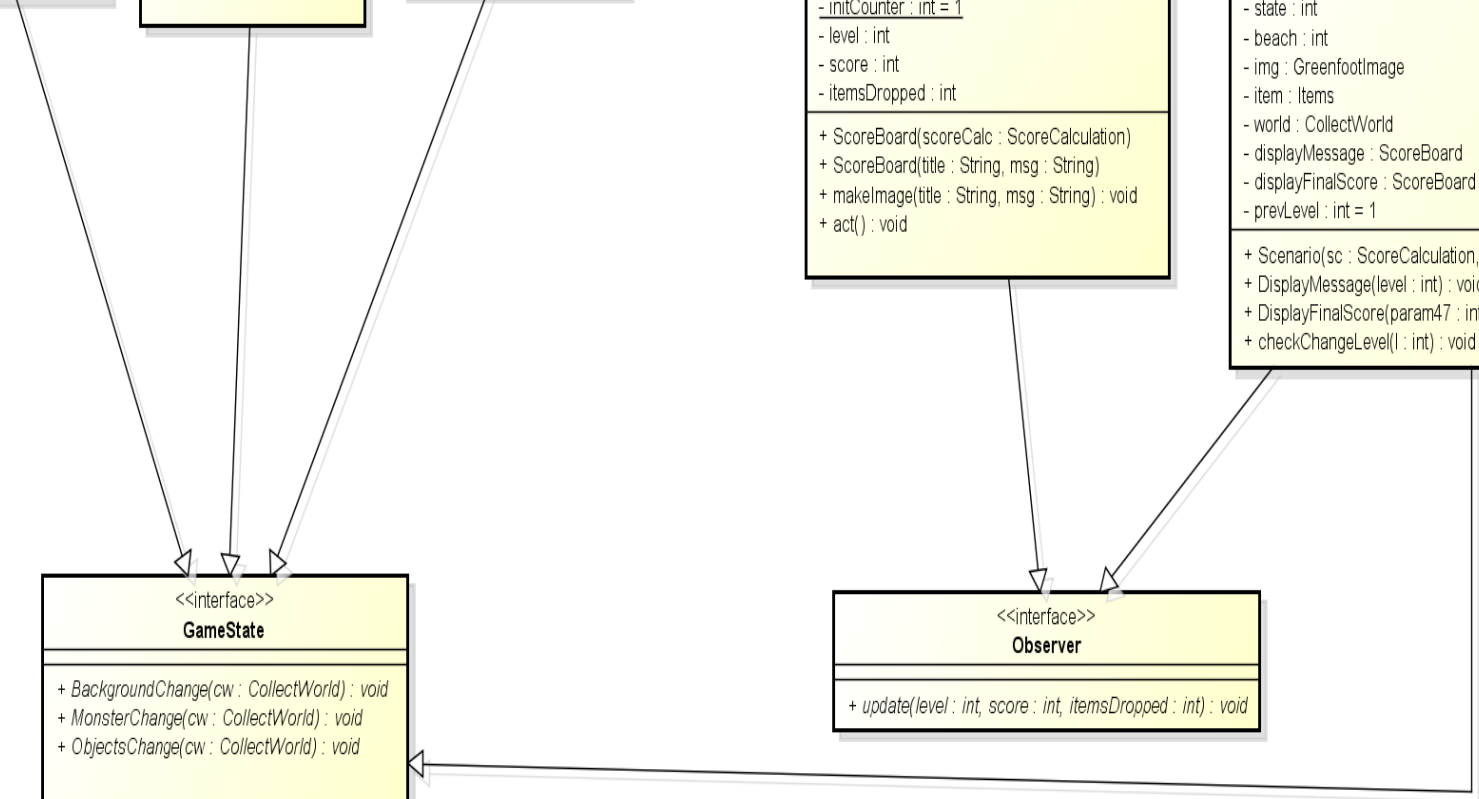 - initCounter : int = 1
- level : int
- score : int
- itemsDropped : int
+ ScoreBoard(scoreCalc : ScoreCalculation)
+ ScoreBoard(title : String, msg : String)
+ makeImage(title : String, msg : String) : void
+ act() : void
- state : int
- beach : int
- img : GreenfootImage
- item : Items
- world : CollectWorld
- displayMessage : ScoreBoard
- displayFinalScore : ScoreBoard
- prevLevel : int = 1
+ Scenario(sc : ScoreCalculation,
+ DisplayMessage(level : int) : voi
+ DisplayFinalScore(param47 : in
+ checkChangeLevel(l : int) : void
<<interface>>
GameState
+ BackgroundChange(cw : CollectWorld) : void
+ MonsterChange(cw : CollectWorld) : void
+ ObjectsChange(cw : CollectWorld) : void
<<interface>>
Observer
+ update(level : int, score : int, itemsDropped : int) : void